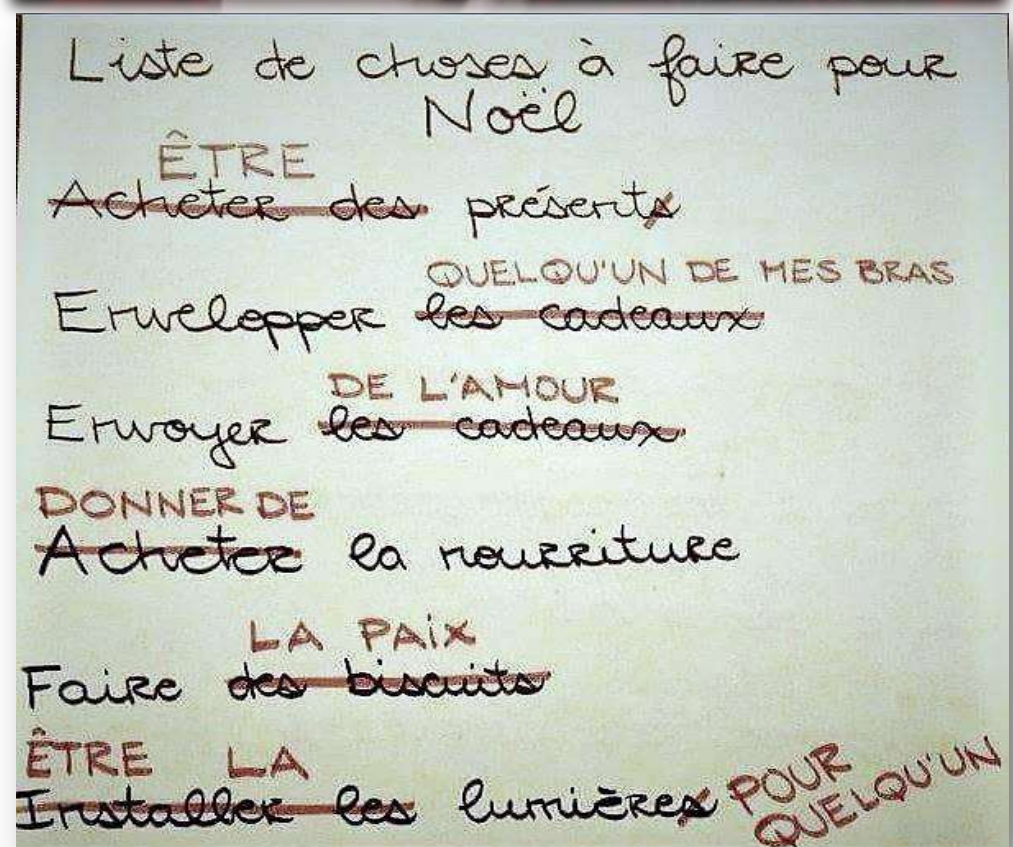 Liste de choses à faire pour
Noël
ÊTRE
Acheter des présents
QUELQU'UN DE MES BRAS
Envelopper les cadeaux
DE L'AMOUR
Envoyer les cadeaux
DONNER DE
Acheter la nourriture
LA PAIX
Faire des biscuits
ÊTRE LA
Installer les lumières POUR
QUELQU'UN